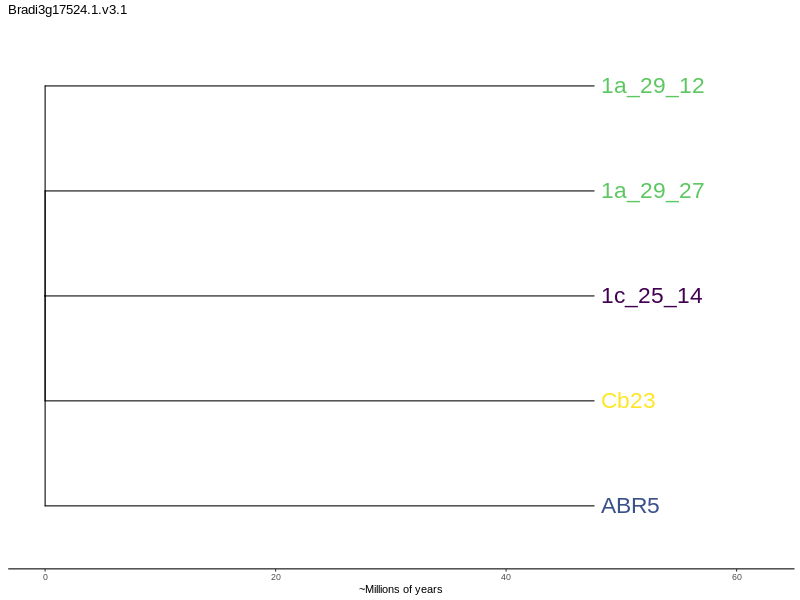 Bradi3g17524.1.v3.1
1a_29_12
1a_29_27
1c_25_14
Cb23
ABR5
0 20 40 60
~Millions of years